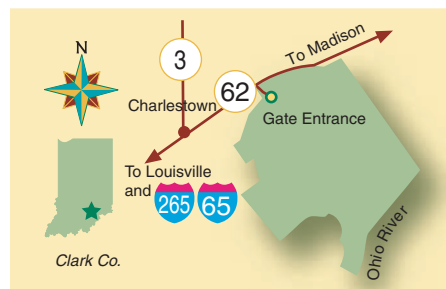 N
3
To Madison
62
Charlestown
Gate Entrance
To Louisville
and
265
65
Ohio River
Clark Co.